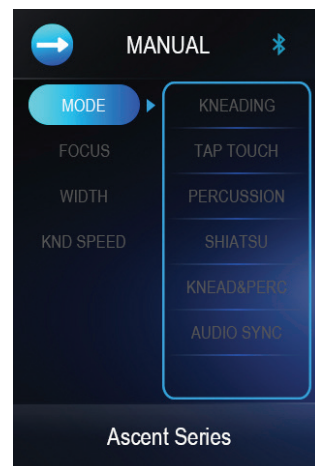 MANUAL
MODE
FOCUS
WIDTH
KND SPEED
KNEADING
TAP TOUCH
PERCUSSION
SHIATSU
KNEAD&PERC
AUDIO SYNC
Ascent Series